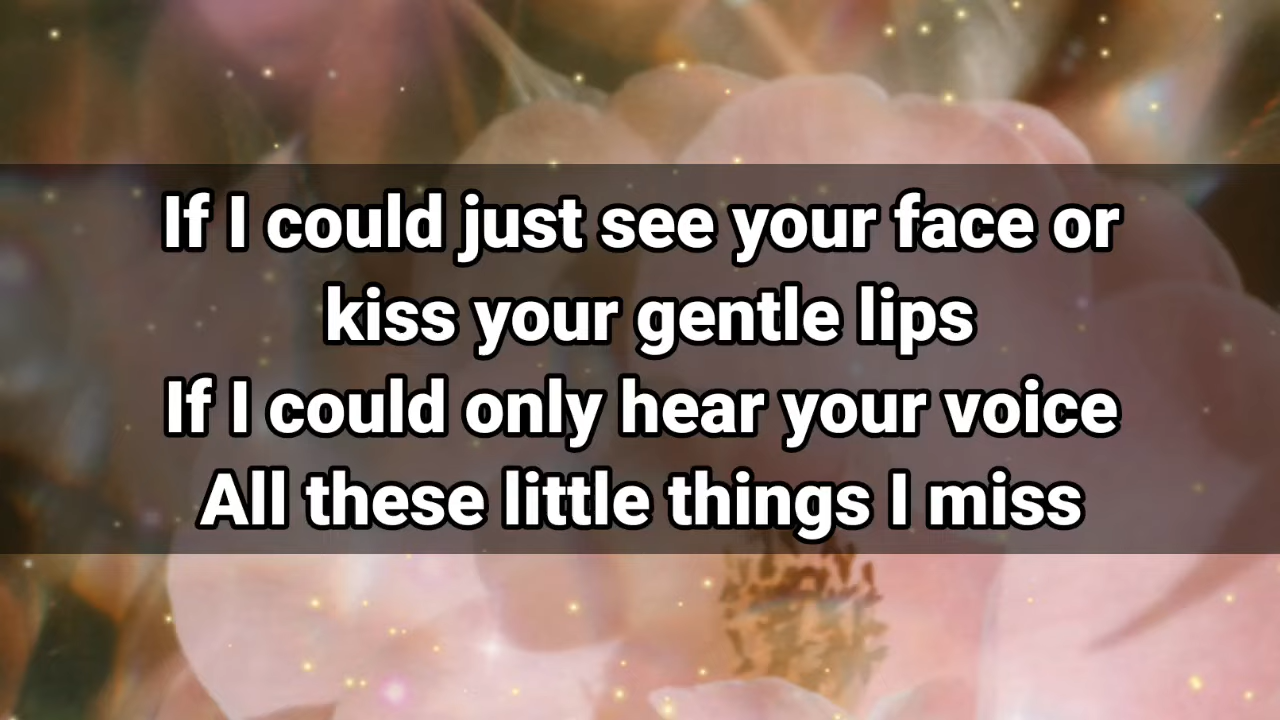 If I could just see your face or
kiss your gentle lips
If I could only hear your voice
All these little things I miss